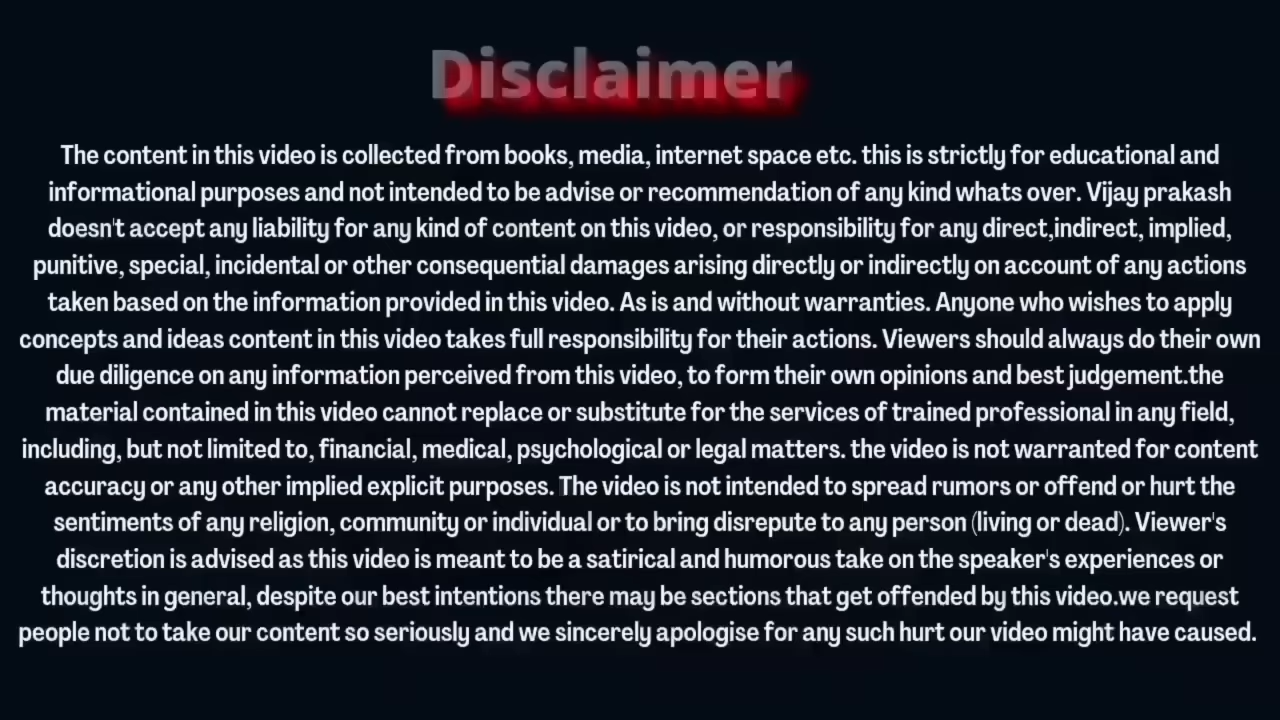 Disclaimer
The content in this video is collected from books, media, internet space etc. this is strictly for educational and
informational purposes and not intended to be advise or recommendation of any kind whats over. Vijay prakash
doesn't accept any liability for any kind of content on this video, or responsibility for any direct,indirect, implied,
punitive, special, incidental or other consequential damages arising directly or indirectly on account of any actions
taken based on the information provided in this video. As is and without warranties. Anyone who wishes to apply
concepts and ideas content in this video takes full responsibility for their actions. Viewers should always do their own
due diligence on any information perceived from this video, to form their own opinions and best judgement.the
material contained in this video cannot replace or substitute for the services of trained professional in any field,
including, but not limited to, financial, medical, psychological or legal matters. the video is not warranted for content
accuracy or any other implied explicit purposes. The video is not intended to spread rumors or offend or hurt the
sentiments of any religion, community or individual or to bring disrepute to any person (living or dead). Viewer's
discretion is advised as this video is meant to be a satirical and humorous take on the speaker's experiences or
thoughts in general, despite our best intentions there may be sections that get offended by this video.we request
people not to take our content so seriously and we sincerely apologise for any such hurt our video might have caused.